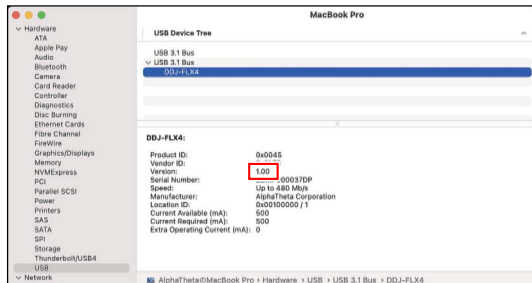 MacBook Pro
Hardware
ATA
Apple Pay
Audio
Bluetooth
Camera
Card Reader
Controller
Diagnostics
Disc Burning
Ethernet Cards
Fibre Channel
FireWire
Graphics/Displays
Memory
NVMExpress
PCI
Parallel SCSI
Power
Printers
SAS
SATA
SPI
Storage
Thunderbolt/USB4
USB
Network
USB Device Tree
USB 3.1 Bus
USB 3.1 Bus
DDJ-FLX4
DDJ-FLX4:
Product ID: 0x0045
Vendor ID:
Version: 1.00
Serial Number:
Speed: Up to 480 Mb/s
Manufacturer: AlphaTheta Corporation
Location ID: 0x00100000 / 1
Current Available (mA): 500
Current Required (mA): 500
Extra Operating Current (mA): 0
AlphaTheta©MacBook Pro › Hardware › USB › USB 3.1 Bus › DDJ-FLX4